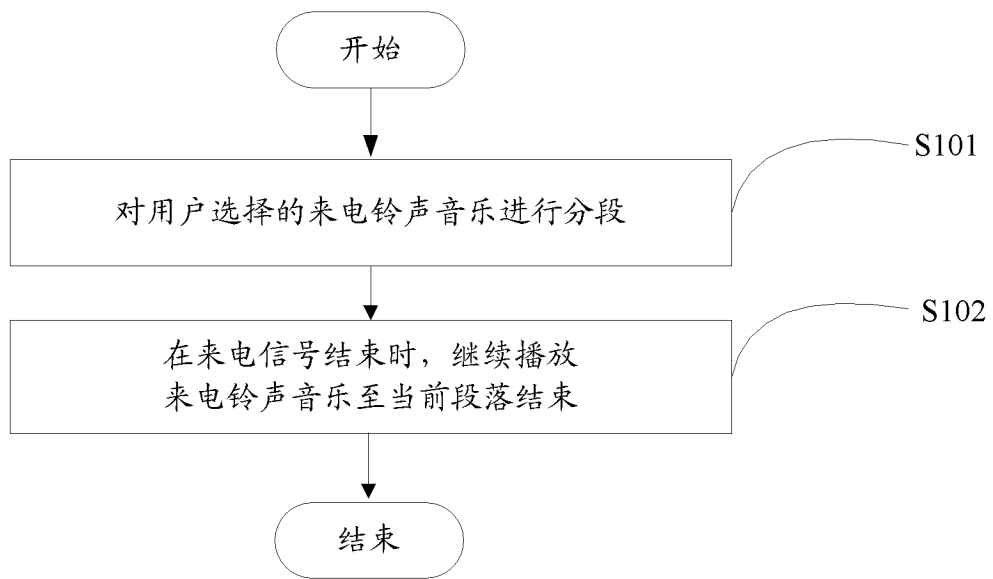 开始
S101
对用户选择的来电铃声音乐进行分段
S102
在来电信号结束时，继续播放
来电铃声音乐至当前段落结束
结束